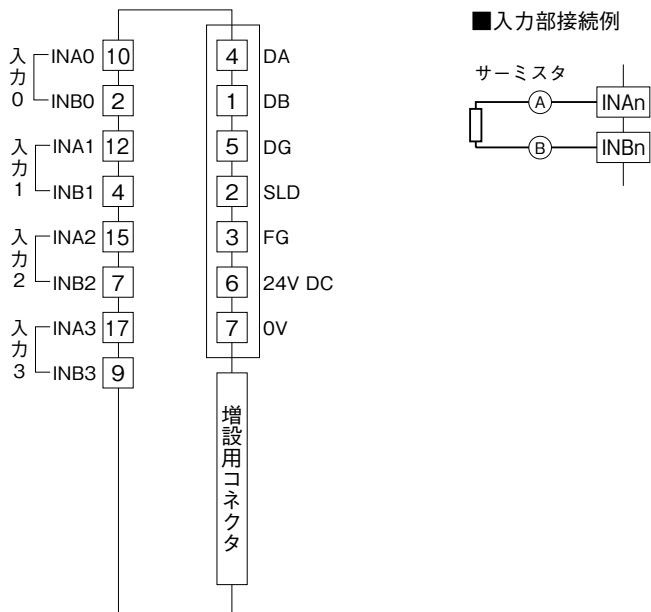 入力0
INA0 10
INB0 2
入力1
INA1 12
INB1 4
入力2
INA2 15
INB2 7
入力3
INA3 17
INB3 9
4 DA
1 DB
5 DG
2 SLD
3 FG
6 24V DC
7 0V
増設用コネクタ
■入力部接続例
サーミスタ
A INAn
B INBn